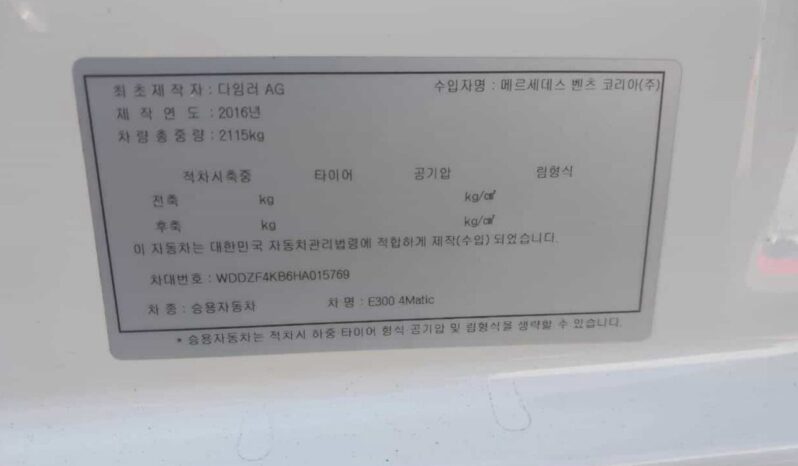 최초제작자 : 다임러 AG 수입자명 : 메르세데스 벤츠 코리아(주)
제 작 연 도 : 2016년
차 량 총 중 량 : 2115kg
적차시축중 타이어 공기압 림형식
전축 kg kg/㎠
후축 kg kg/㎠
이 자동차는 대한민국 자동차관리법령에 적합하게 제작(수입) 되었습니다.
차대번호 : WDDZF4KB6HA015769
차 종 : 승용자동차 차 명 : E300 4Matic
* 승용자동차는 적차시 하중 타이어 형식 공기압 및 림형식을 생략할 수 있습니다.